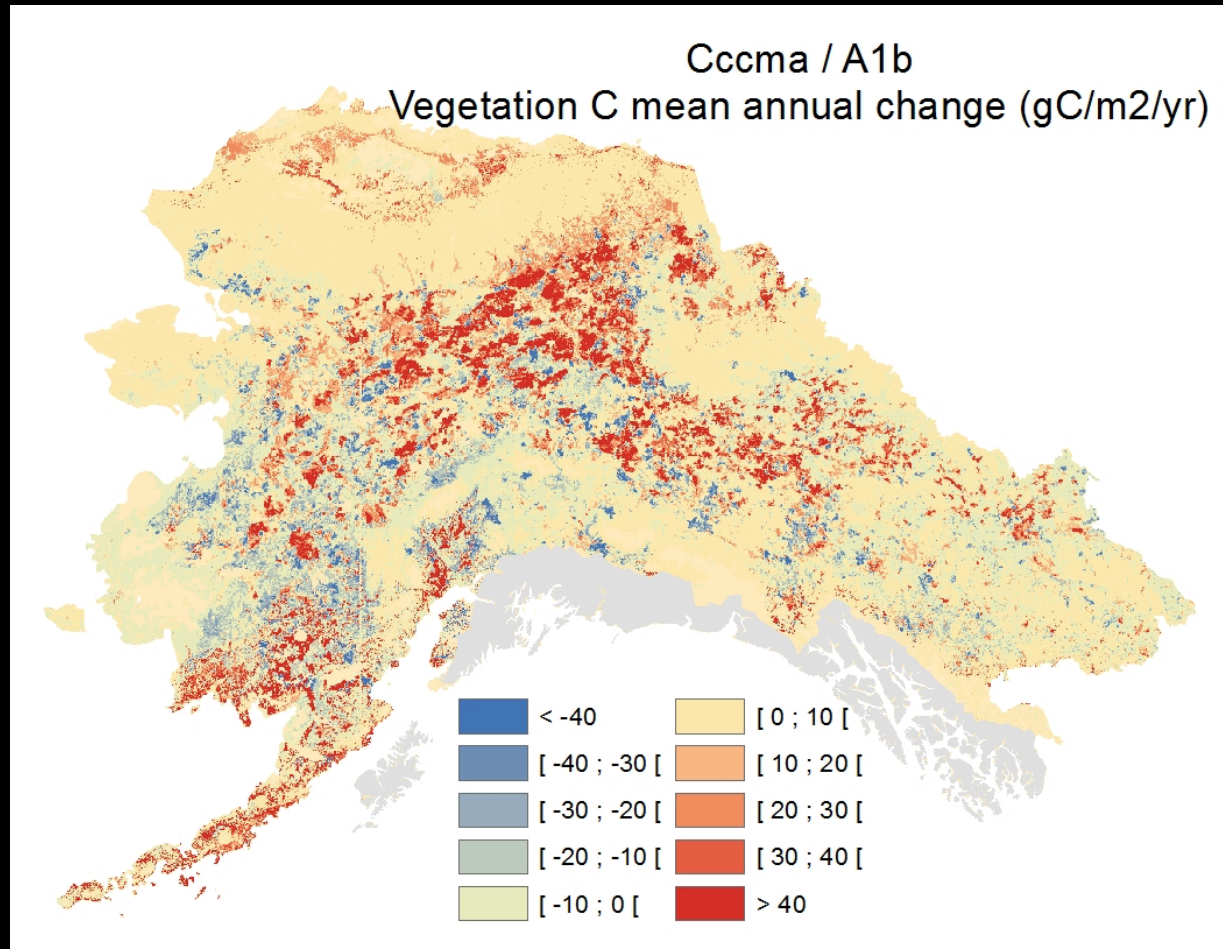 Cccma / A1b
Vegetation C mean annual change (gC/m2/yr)
< -40
[ -40 ; -30 [
[ -30 ; -20 [
[ -20 ; -10 [
[ -10 ; 0 [
[ 0 ; 10 [
[ 10 ; 20 [
[ 20 ; 30 [
[ 30 ; 40 [
> 40